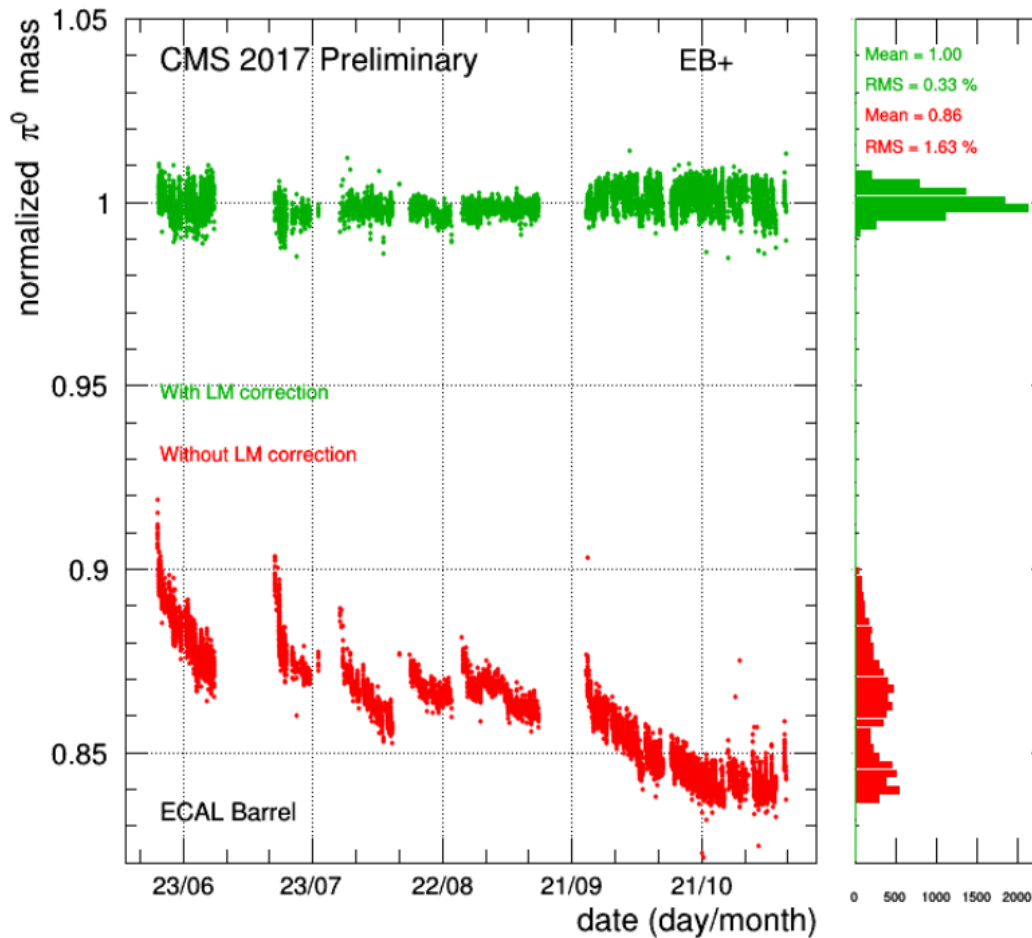 CMS 2017 Preliminary EB+
normalized π⁰ mass
1.05
1
0.95
0.9
0.85
With LM correction
Without LM correction
ECAL Barrel
23/06 23/07 22/08 21/09 21/10
date (day/month)
Mean = 1.00
RMS = 0.33 %
Mean = 0.86
RMS = 1.63 %
0 500 1000 1500 2000